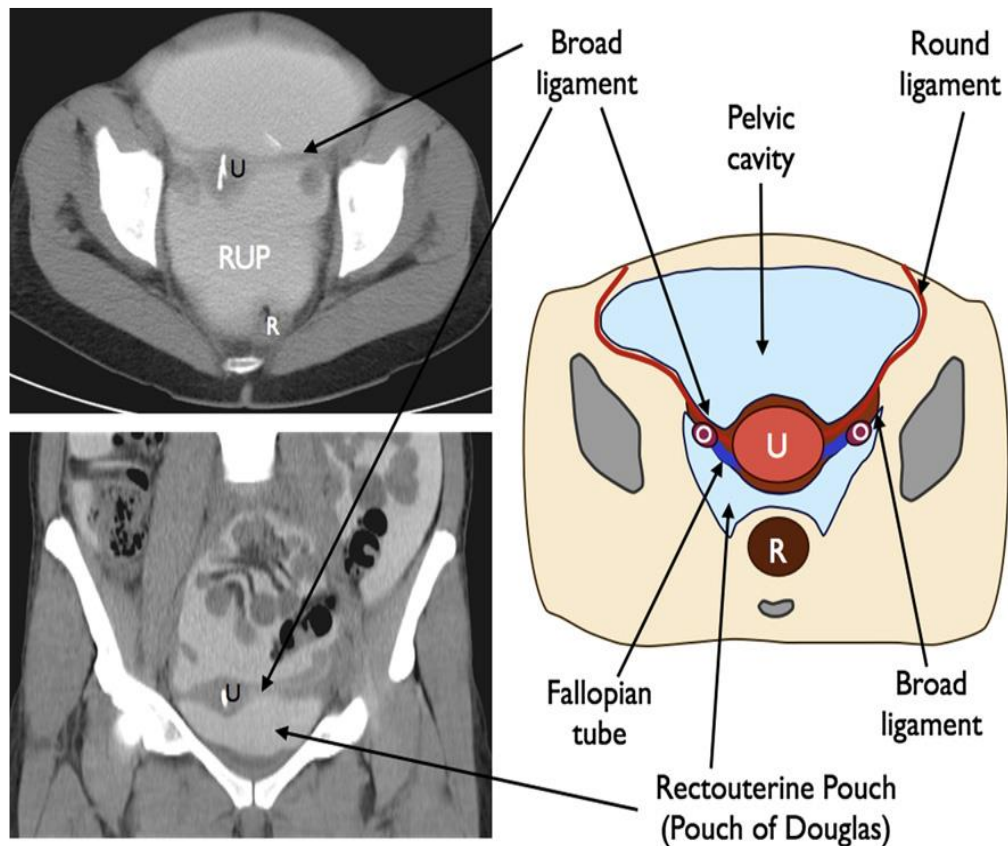 Broad
ligament
Round
ligament
Pelvic
cavity
U
RUP
R
O
U
O
R
U
Fallopian
tube
Broad
ligament
Rectouterine Pouch
(Pouch of Douglas)